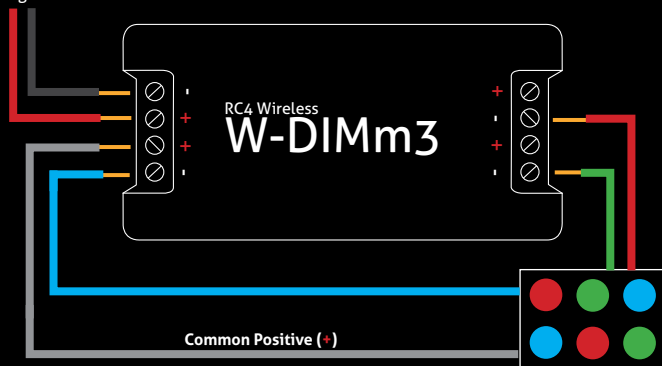 - +
RC4 Wireless
+ -
W-DIMm3
+ +
- -
Common Positive (+)